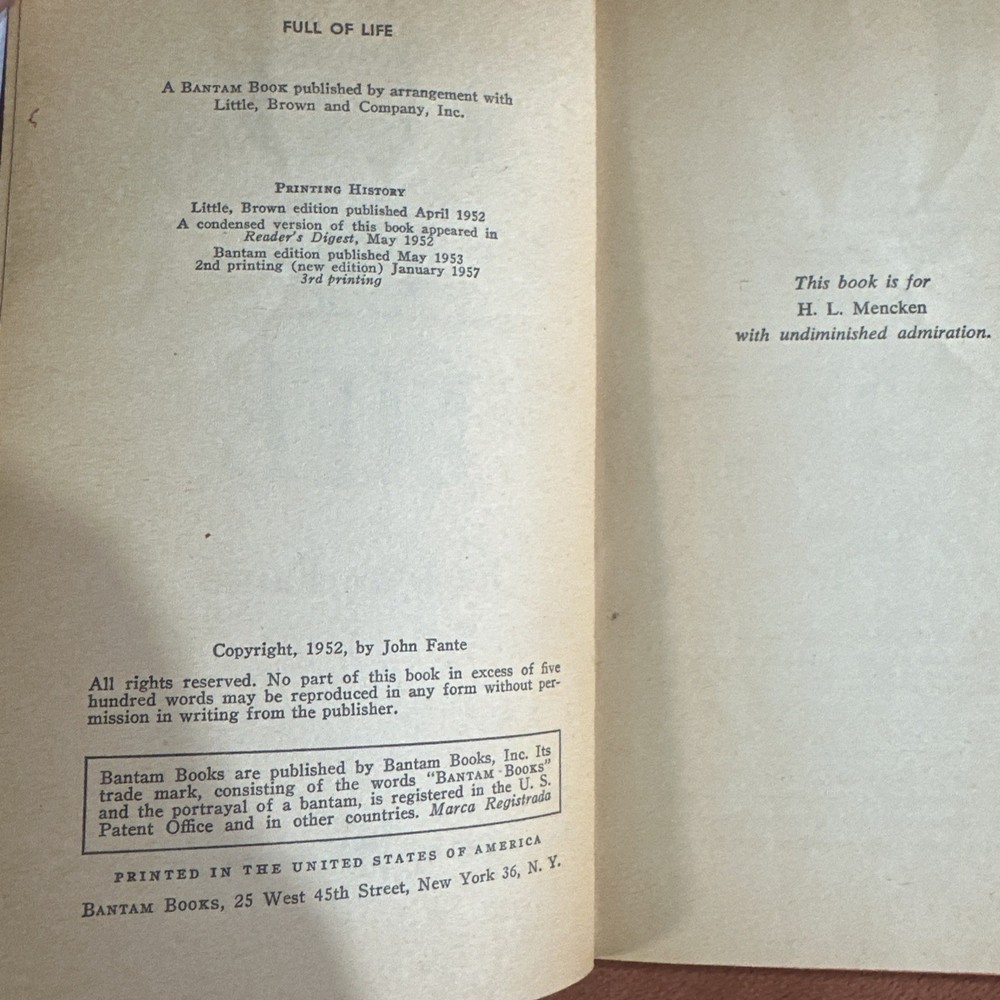 FULL OF LIFE
A BANTAM BOOK published by arrangement with
Little, Brown and Company, Inc.
PRINTING HISTORY
Little, Brown edition published April 1952
A condensed version of this book appeared in
Reader's Digest, May 1952
Bantam edition published May 1953
2nd printing (new edition) January 1957
3rd printing
Copyright, 1952, by John Fante
All rights reserved. No part of this book in excess of five
hundred words may be reproduced in any form without per-
mission in writing from the publisher.
Bantam Books are published by Bantam Books, Inc. Its
trade mark, consisting of the words "BANTAM BOOKS"
and the portrayal of a bantam, is registered in the U. S.
Patent Office and in other countries. Marca Registrada
PRINTED IN THE UNITED STATES OF AMERICA
BANTAM BOOKS, 25 West 45th Street, New York 36, N. Y.
This book is for
H. L. Mencken
with undiminished admiration.